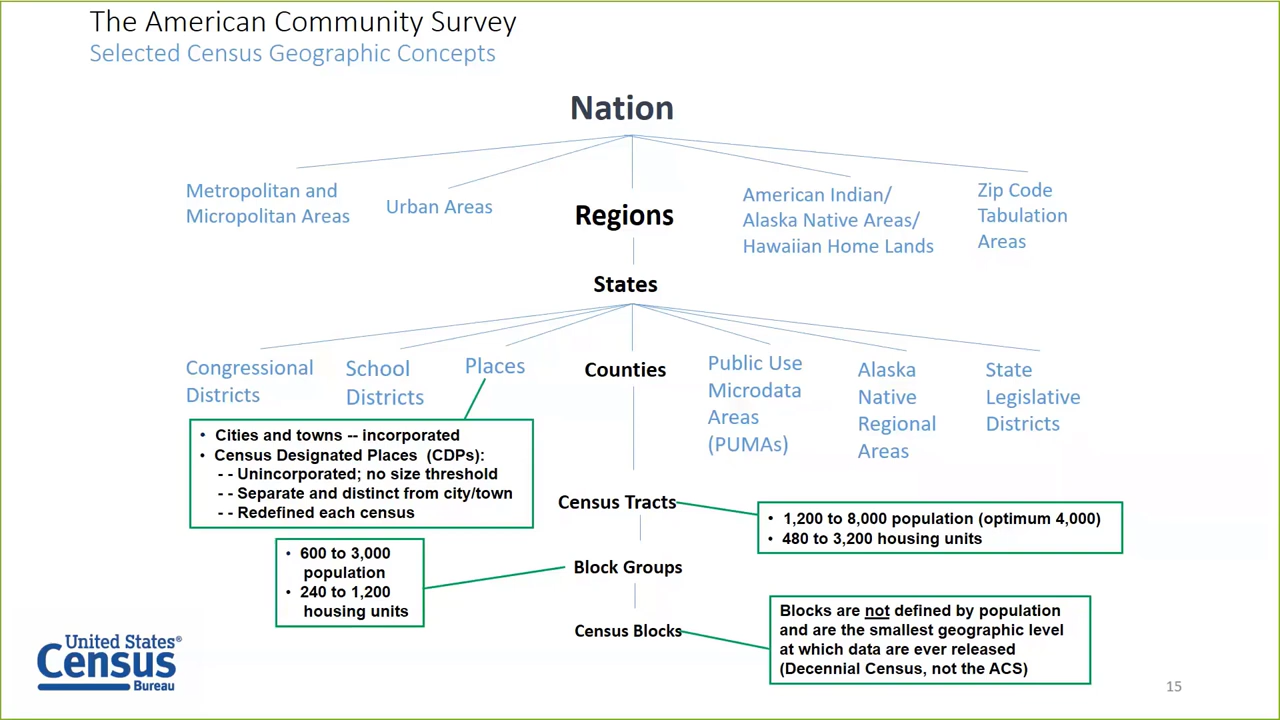 The American Community Survey
Selected Census Geographic Concepts
Nation
Metropolitan and
Micropolitan Areas
Urban Areas
Regions
American Indian/
Alaska Native Areas/
Hawaiian Home Lands
Zip Code
Tabulation
Areas
States
Congressional
Districts
School
Districts
Places
Counties
Public Use
Microdata
Areas
(PUMAs)
Alaska
Native
Regional
Areas
State
Legislative
Districts
• Cities and towns -- incorporated
• Census Designated Places (CDPs):
- - Unincorporated; no size threshold
- - Separate and distinct from city/town
- - Redefined each census
Census Tracts
• 1,200 to 8,000 population (optimum 4,000)
• 480 to 3,200 housing units
• 600 to 3,000
population
• 240 to 1,200
housing units
Block Groups
Census Blocks
Blocks are not defined by population
and are the smallest geographic level
at which data are ever released
(Decennial Census, not the ACS)
United States®
Census
Bureau
15